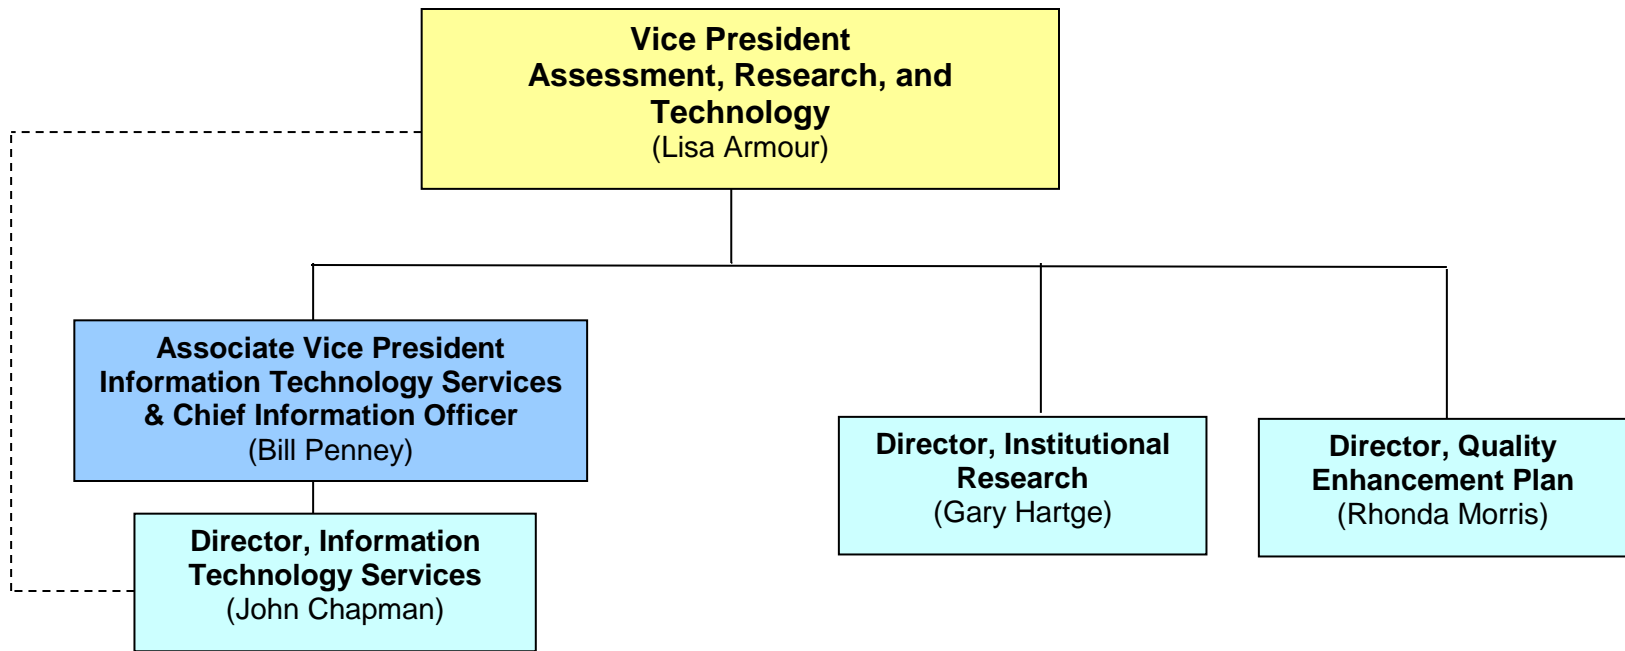 Vice President
Assessment, Research, and
Technology
(Lisa Armour)
Associate Vice President
Information Technology Services
& Chief Information Officer
(Bill Penney)
Director, Information
Technology Services
(John Chapman)
Director, Institutional
Research
(Gary Hartge)
Director, Quality
Enhancement Plan
(Rhonda Morris)